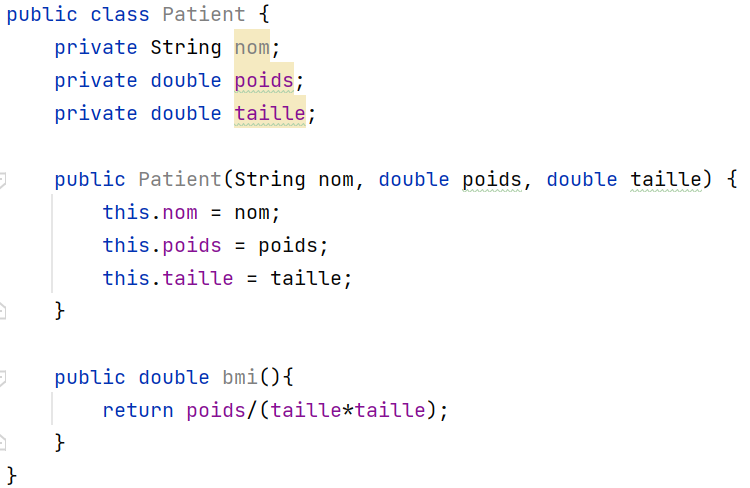 public class Patient {
    private String nom;
    private double poids;
    private double taille;

    public Patient(String nom, double poids, double taille) {
        this.nom = nom;
        this.poids = poids;
        this.taille = taille;
    }

    public double bmi(){
        return poids/(taille*taille);
    }
}